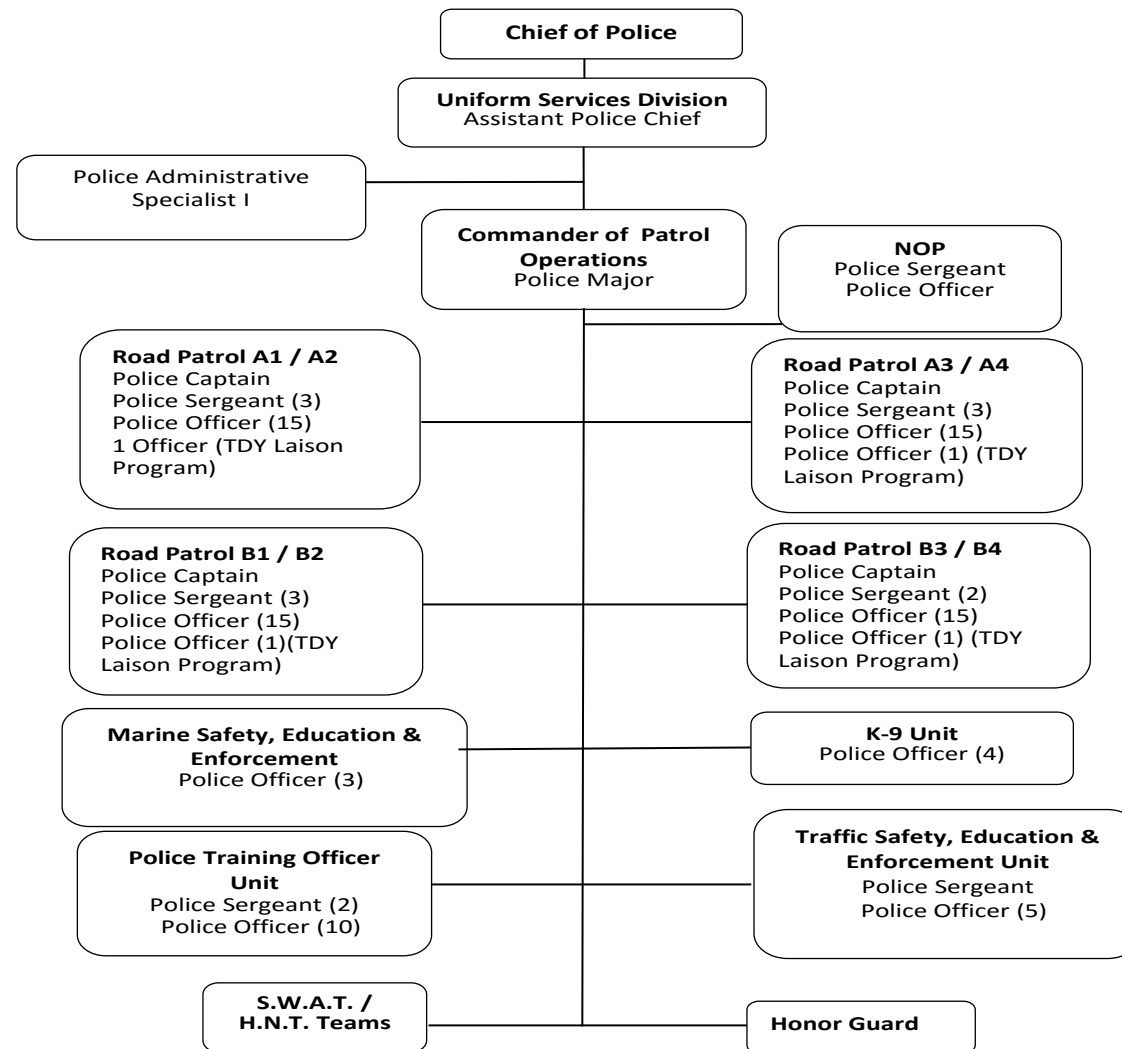 Chief of Police
Uniform Services Division
Assistant Police Chief
Police Administrative
Specialist I
Commander of Patrol
Operations
Police Major
NOP
Police Sergeant
Police Officer
Road Patrol A1 / A2
Police Captain
Police Sergeant (3)
Police Officer (15)
1 Officer (TDY Laison
Program)
Road Patrol A3 / A4
Police Captain
Police Sergeant (3)
Police Officer (15)
Police Officer (1) (TDY
Laison Program)
Road Patrol B1 / B2
Police Captain
Police Sergeant (3)
Police Officer (15)
Police Officer (1)(TDY
Laison Program)
Road Patrol B3 / B4
Police Captain
Police Sergeant (2)
Police Officer (15)
Police Officer (1) (TDY
Laison Program)
Marine Safety, Education &
Enforcement
Police Officer (3)
K-9 Unit
Police Officer (4)
Police Training Officer
Unit
Police Sergeant (2)
Police Officer (10)
Traffic Safety, Education &
Enforcement Unit
Police Sergeant
Police Officer (5)
S.W.A.T. /
H.N.T. Teams
Honor Guard